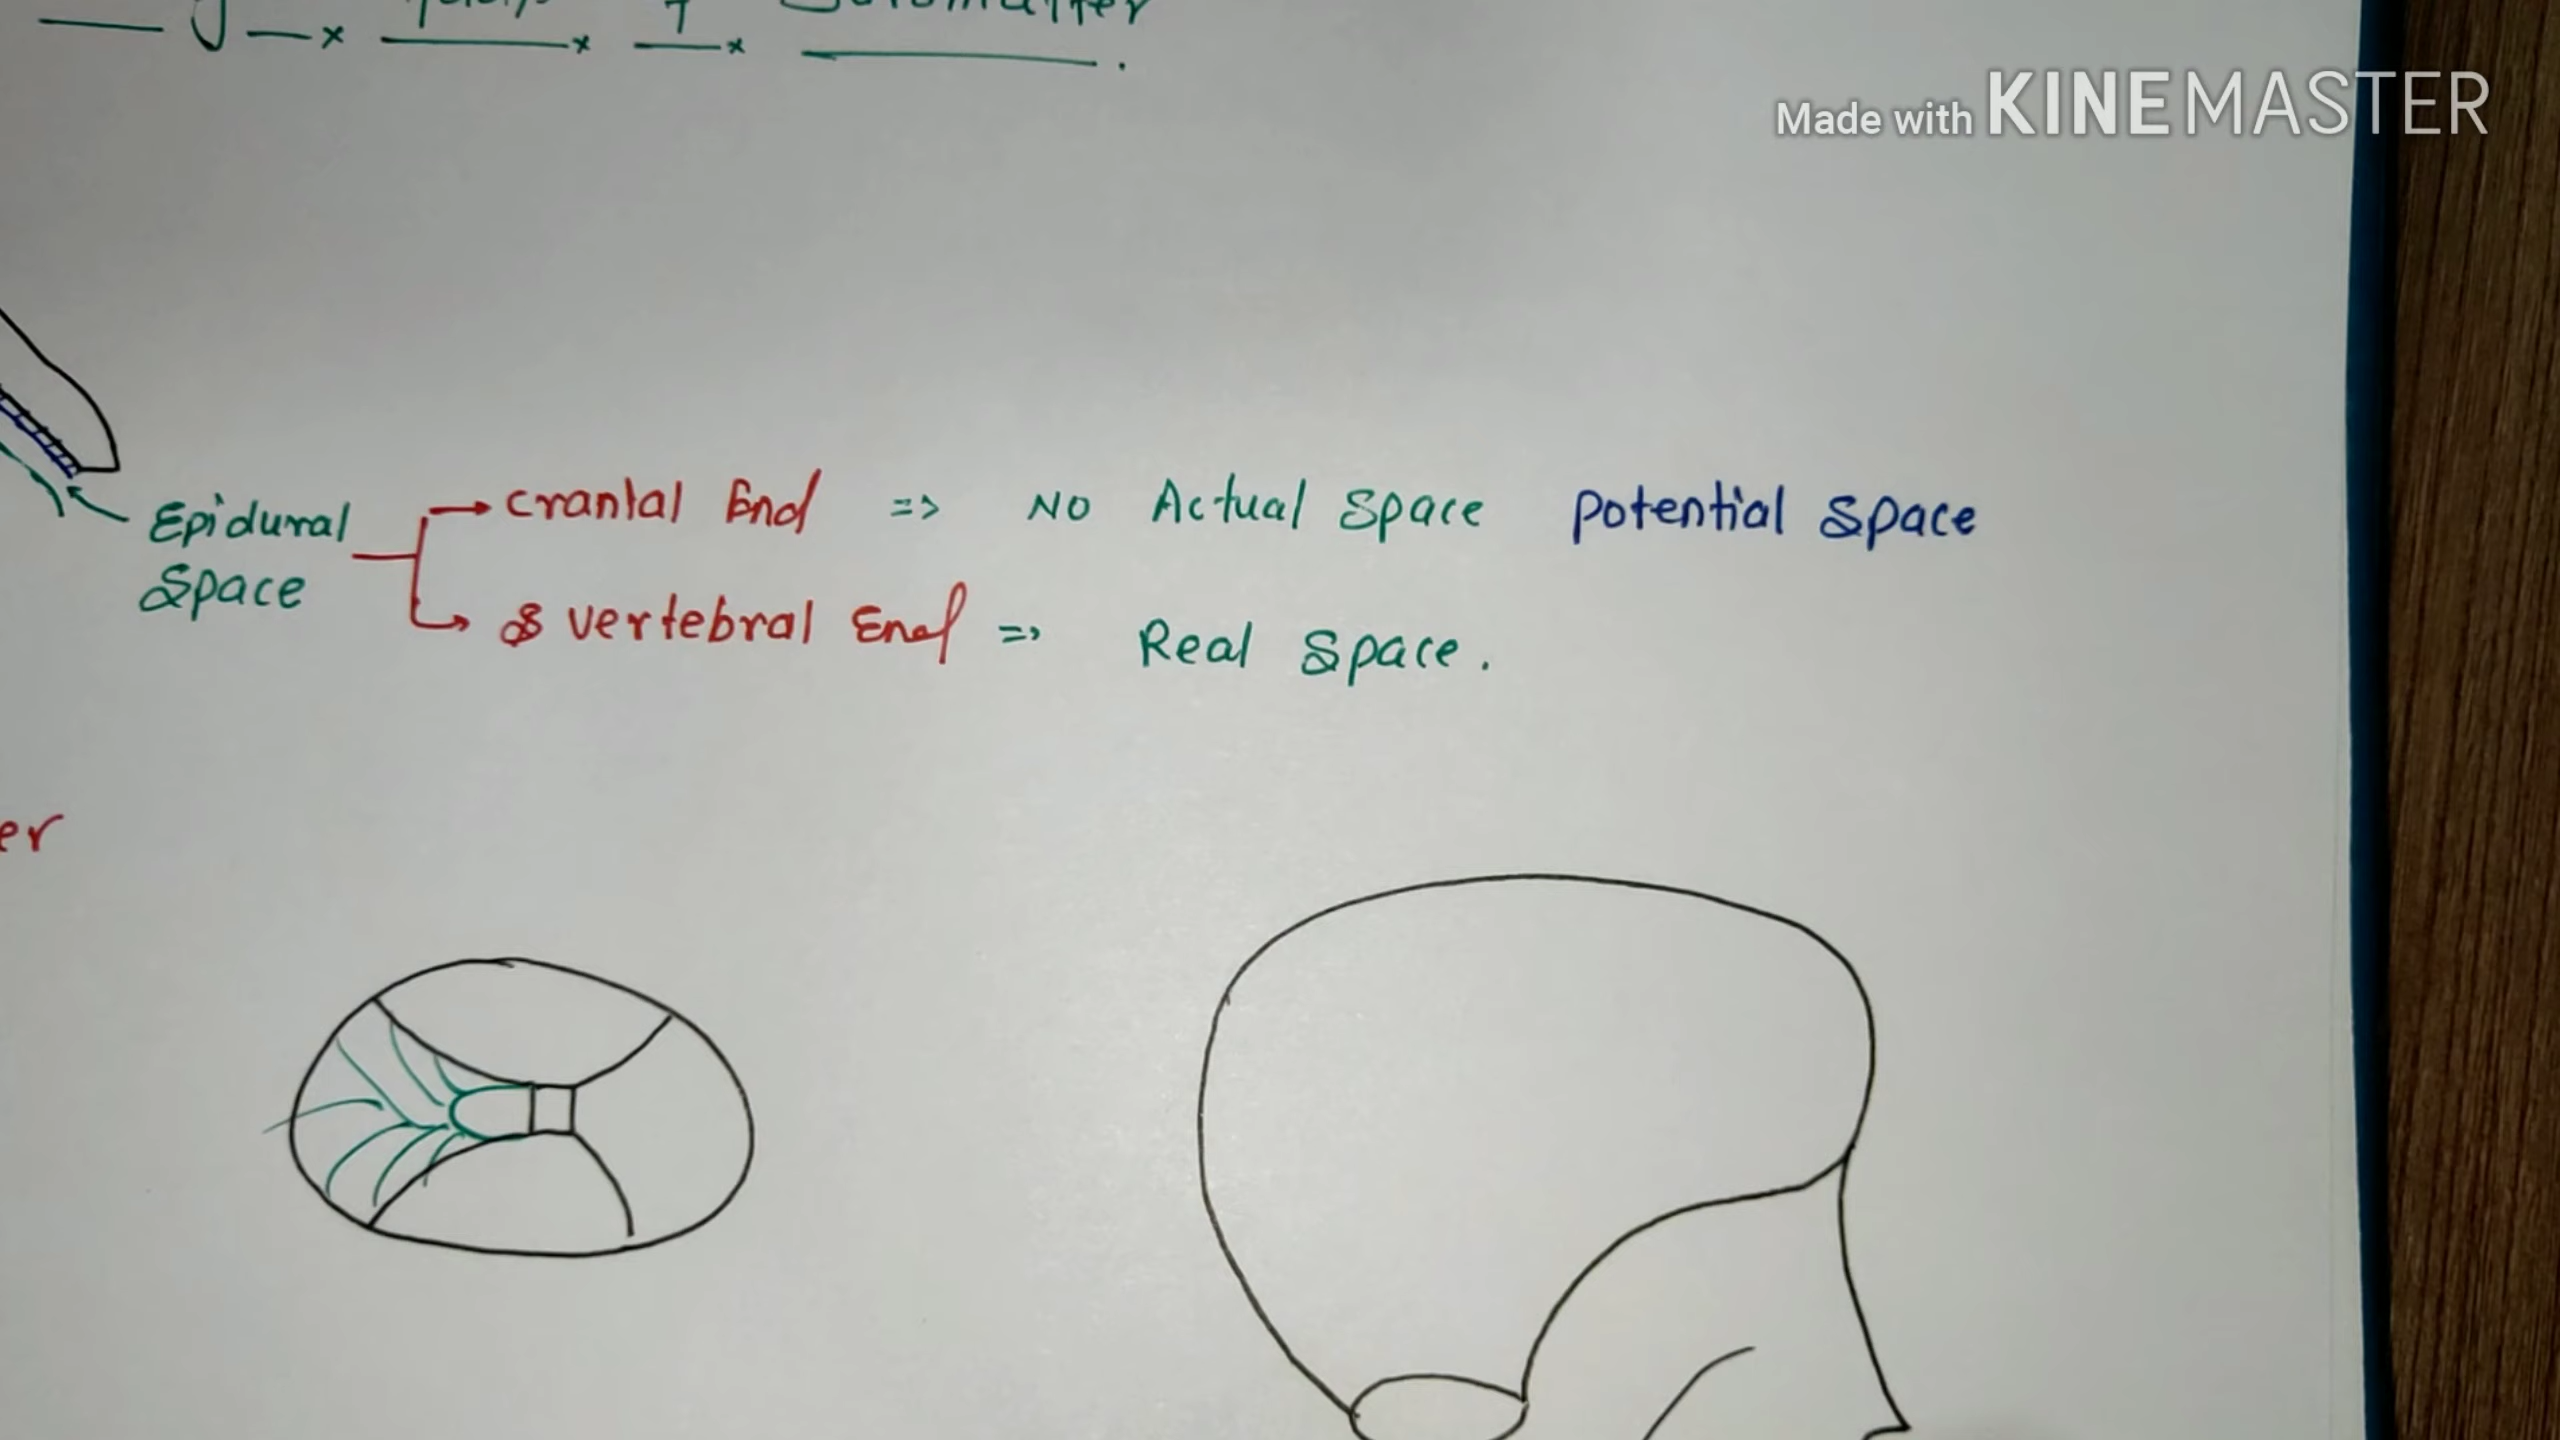 Made with KINEMASTER
Epidural Space
cranial End => No Actual Space Potential Space
& vertebral End => Real Space.
er